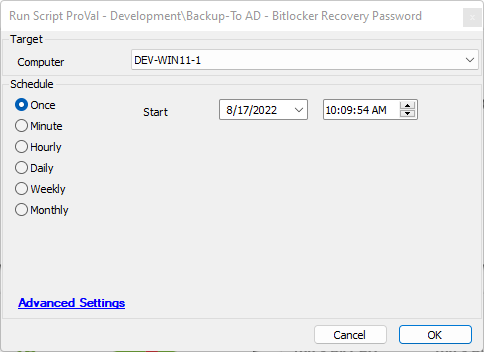 Run Script ProVal - Development\Backup-To AD - Bitlocker Recovery Password
Target
Computer DEV-WIN11-1
Schedule
Once Start 8/17/2022 10:09:54 AM
Minute
Hourly
Daily
Weekly
Monthly
Advanced Settings
Cancel OK